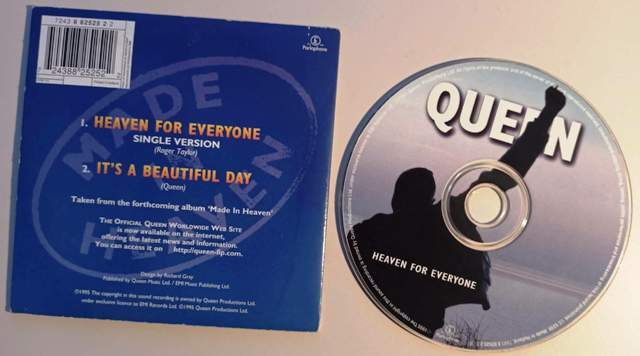 7243 8 82525 2 2
Parlophone
MADE IN HEAVEN
1. HEAVEN FOR EVERYONE
SINGLE VERSION
(Roger Taylor)
2. IT'S A BEAUTIFUL DAY
(Queen)
Taken from the forthcoming album 'Made In Heaven'
THE OFFICIAL QUEEN WORLDWIDE WEB SITE
is now available on the internet,
offering the latest news and information.
You can access it on http://queen-fip.com.
Design by Richard Gray
Published by Queen Music Ltd. / EMI Music Publishing Ltd.
℗1995 The copyright in this sound recording is owned by Queen Productions Ltd.
under exclusive licence to EMI Records Ltd. ©1995 Queen Productions Ltd.
QUEEN
HEAVEN FOR EVERYONE